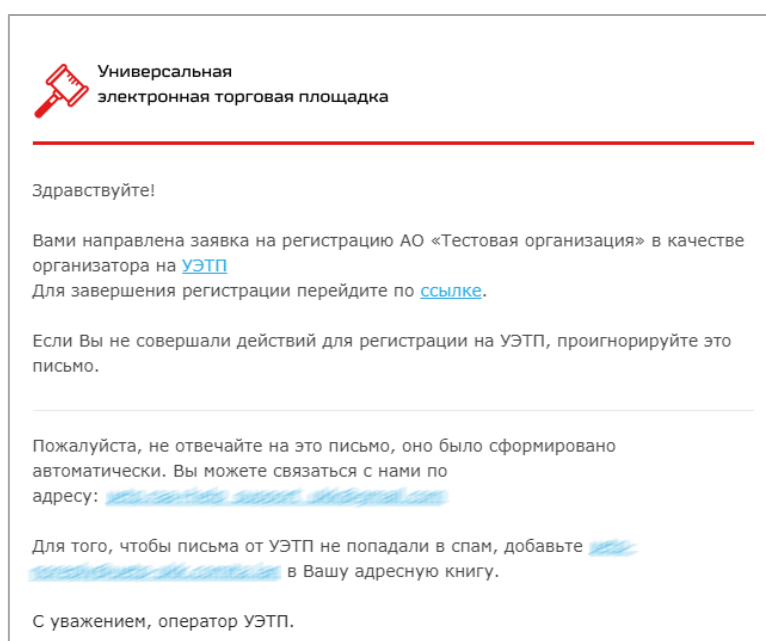 Универсальная
электронная торговая площадка
Здравствуйте!
Вами направлена заявка на регистрацию АО «Тестовая организация» в качестве
организатора на УЭТП
Для завершения регистрации перейдите по ссылке.
Если Вы не совершали действий для регистрации на УЭТП, проигнорируйте это
письмо.
Пожалуйста, не отвечайте на это письмо, оно было сформировано
автоматически. Вы можете связаться с нами по
адресу:
Для того, чтобы письма от УЭТП не попадали в спам, добавьте
в Вашу адресную книгу.
С уважением, оператор УЭТП.